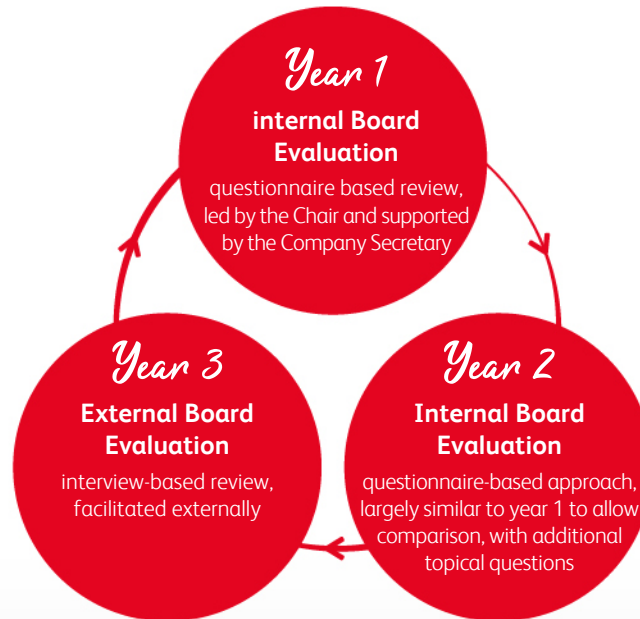 Year 1
internal Board
Evaluation
questionnaire based review,
led by the Chair and supported
by the Company Secretary
Year 3
External Board
Evaluation
interview-based review,
facilitated externally
Year 2
Internal Board
Evaluation
questionnaire-based approach,
largely similar to year 1 to allow
comparison, with additional
topical questions